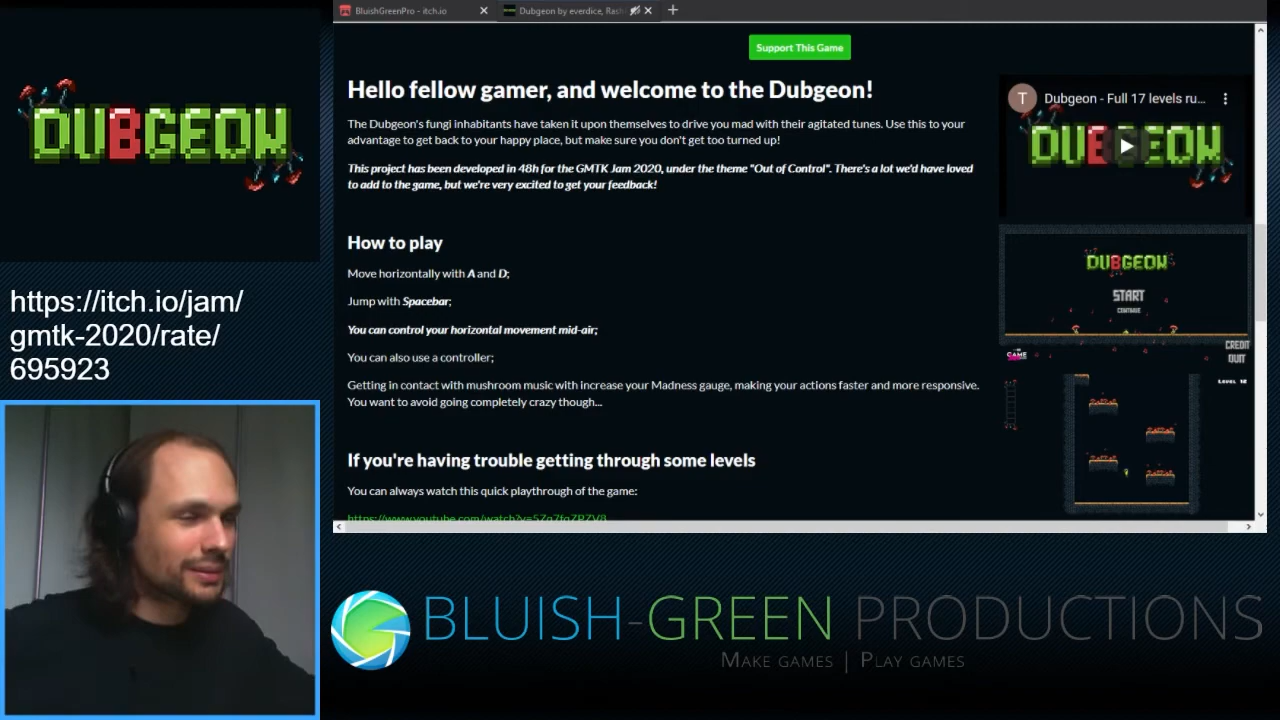 BluishGreenPro - itch.io
Dubgeon by everdice, Rash
DUBGEON
https://itch.io/jam/
gmtk-2020/rate/
695923
Support This Game
Hello fellow gamer, and welcome to the Dubgeon!
The Dubgeon's fungi inhabitants have taken it upon themselves to drive you mad with their agitated tunes. Use this to your
advantage to get back to your happy place, but make sure you don't get too turned up!
This project has been developed in 48h for the GMTK Jam 2020, under the theme "Out of Control". There's a lot we'd have loved
to add to the game, but we're very excited to get your feedback!
How to play
Move horizontally with A and D;
Jump with Spacebar;
You can control your horizontal movement mid-air;
You can also use a controller;
Getting in contact with mushroom music with increase your Madness gauge, making your actions faster and more responsive.
You want to avoid going completely crazy though...
If you're having trouble getting through some levels
You can always watch this quick playthrough of the game:
T
Dubgeon - Full 17 levels ru...
DUBGEON
DUBGEON
START
CONTINUE
CREDIT
QUIT
GAME
LEVEL 12
BLUISH-GREEN PRODUCTIONS
MAKE GAMES | PLAY GAMES